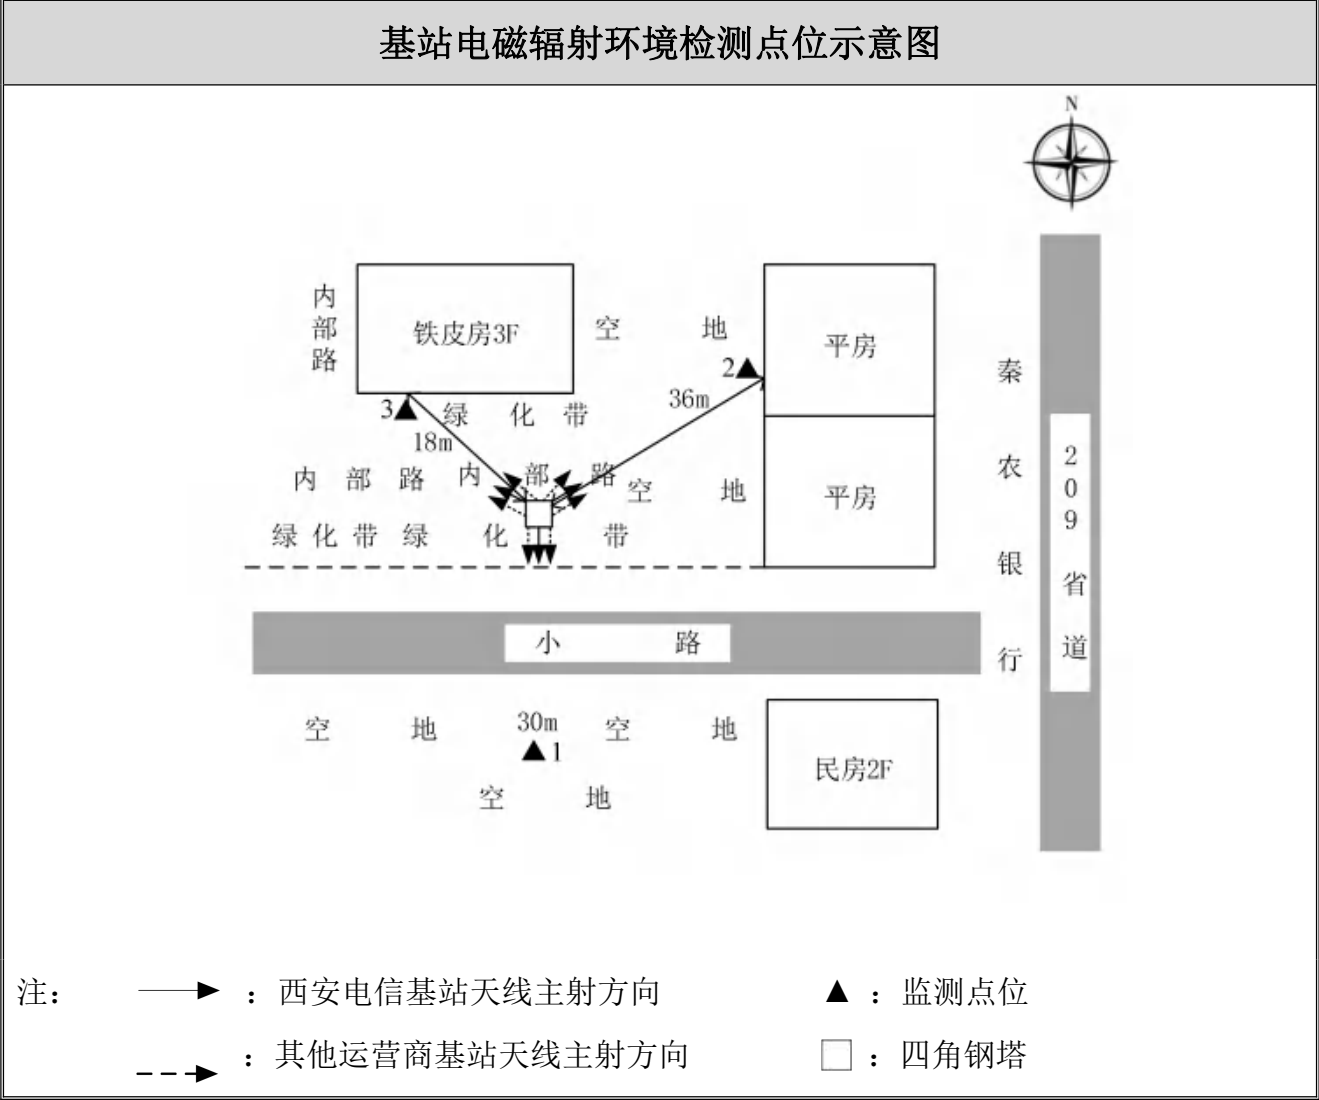 基站电磁辐射环境检测点位示意图
N
内部路
铁皮房3F
空地
平房
2
36m
3
绿化带
18m
内部路
内部路
空地
平房
绿化带
绿化带
小路
秦农银行
209省道
空地
30m
空地
1
空地
民房2F
注：
：西安电信基站天线主射方向
：监测点位
：其他运营商基站天线主射方向
：四角钢塔